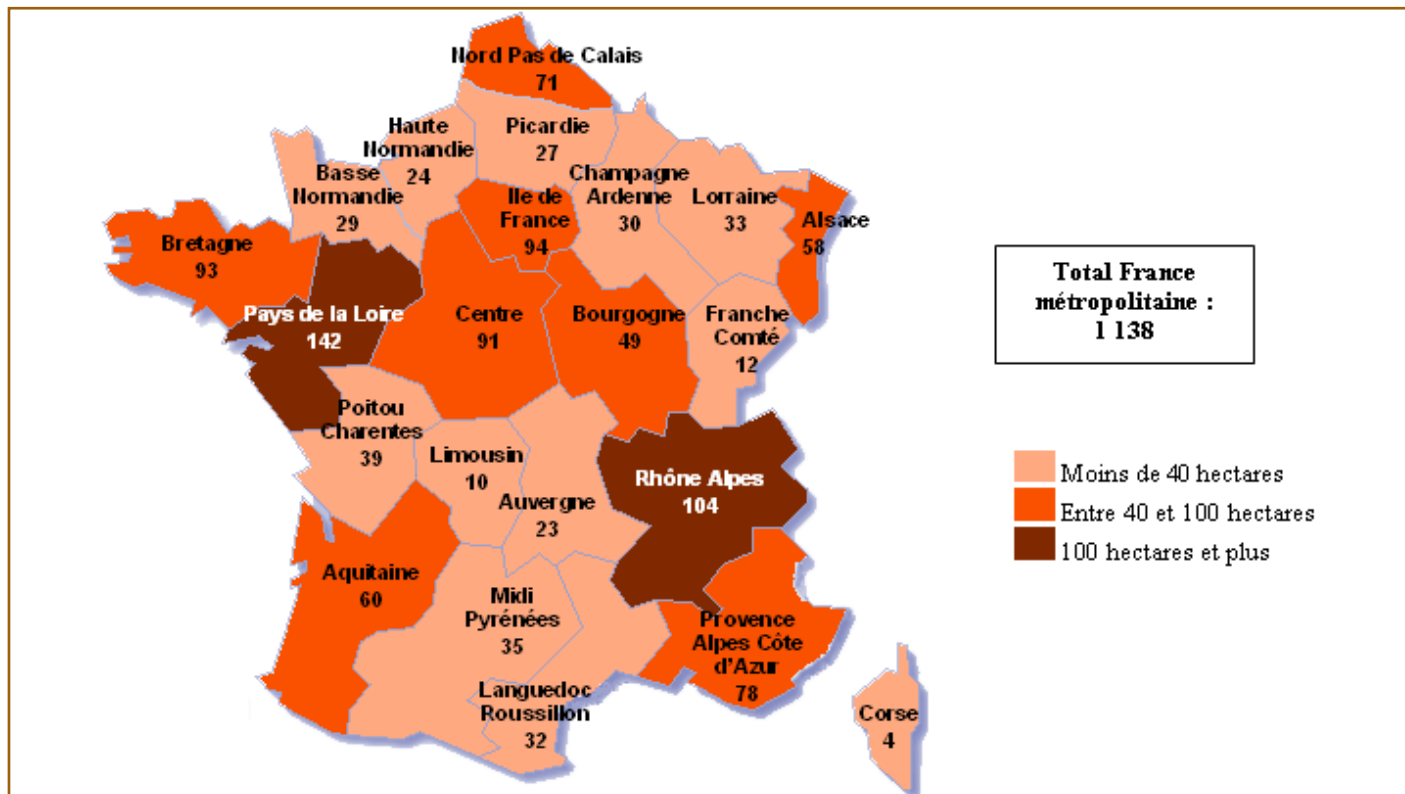 Nord Pas de Calais
71
Haute
Normandie
24
Picardie
27
Basse
Normandie
29
Champagne
Ardenne
30
Lorraine
33
Alsace
58
Ile de
France
94
Bretagne
93
Pays de la Loire
142
Centre
91
Bourgogne
49
Franche
Comté
12
Poitou
Charentes
39
Limousin
10
Auvergne
23
Rhône Alpes
104
Aquitaine
60
Midi
Pyrénées
35
Provence
Alpes Côte
d'Azur
78
Languedoc
Roussillon
32
Corse
4
Total France
métropolitaine :
1 138
Moins de 40 hectares
Entre 40 et 100 hectares
100 hectares et plus